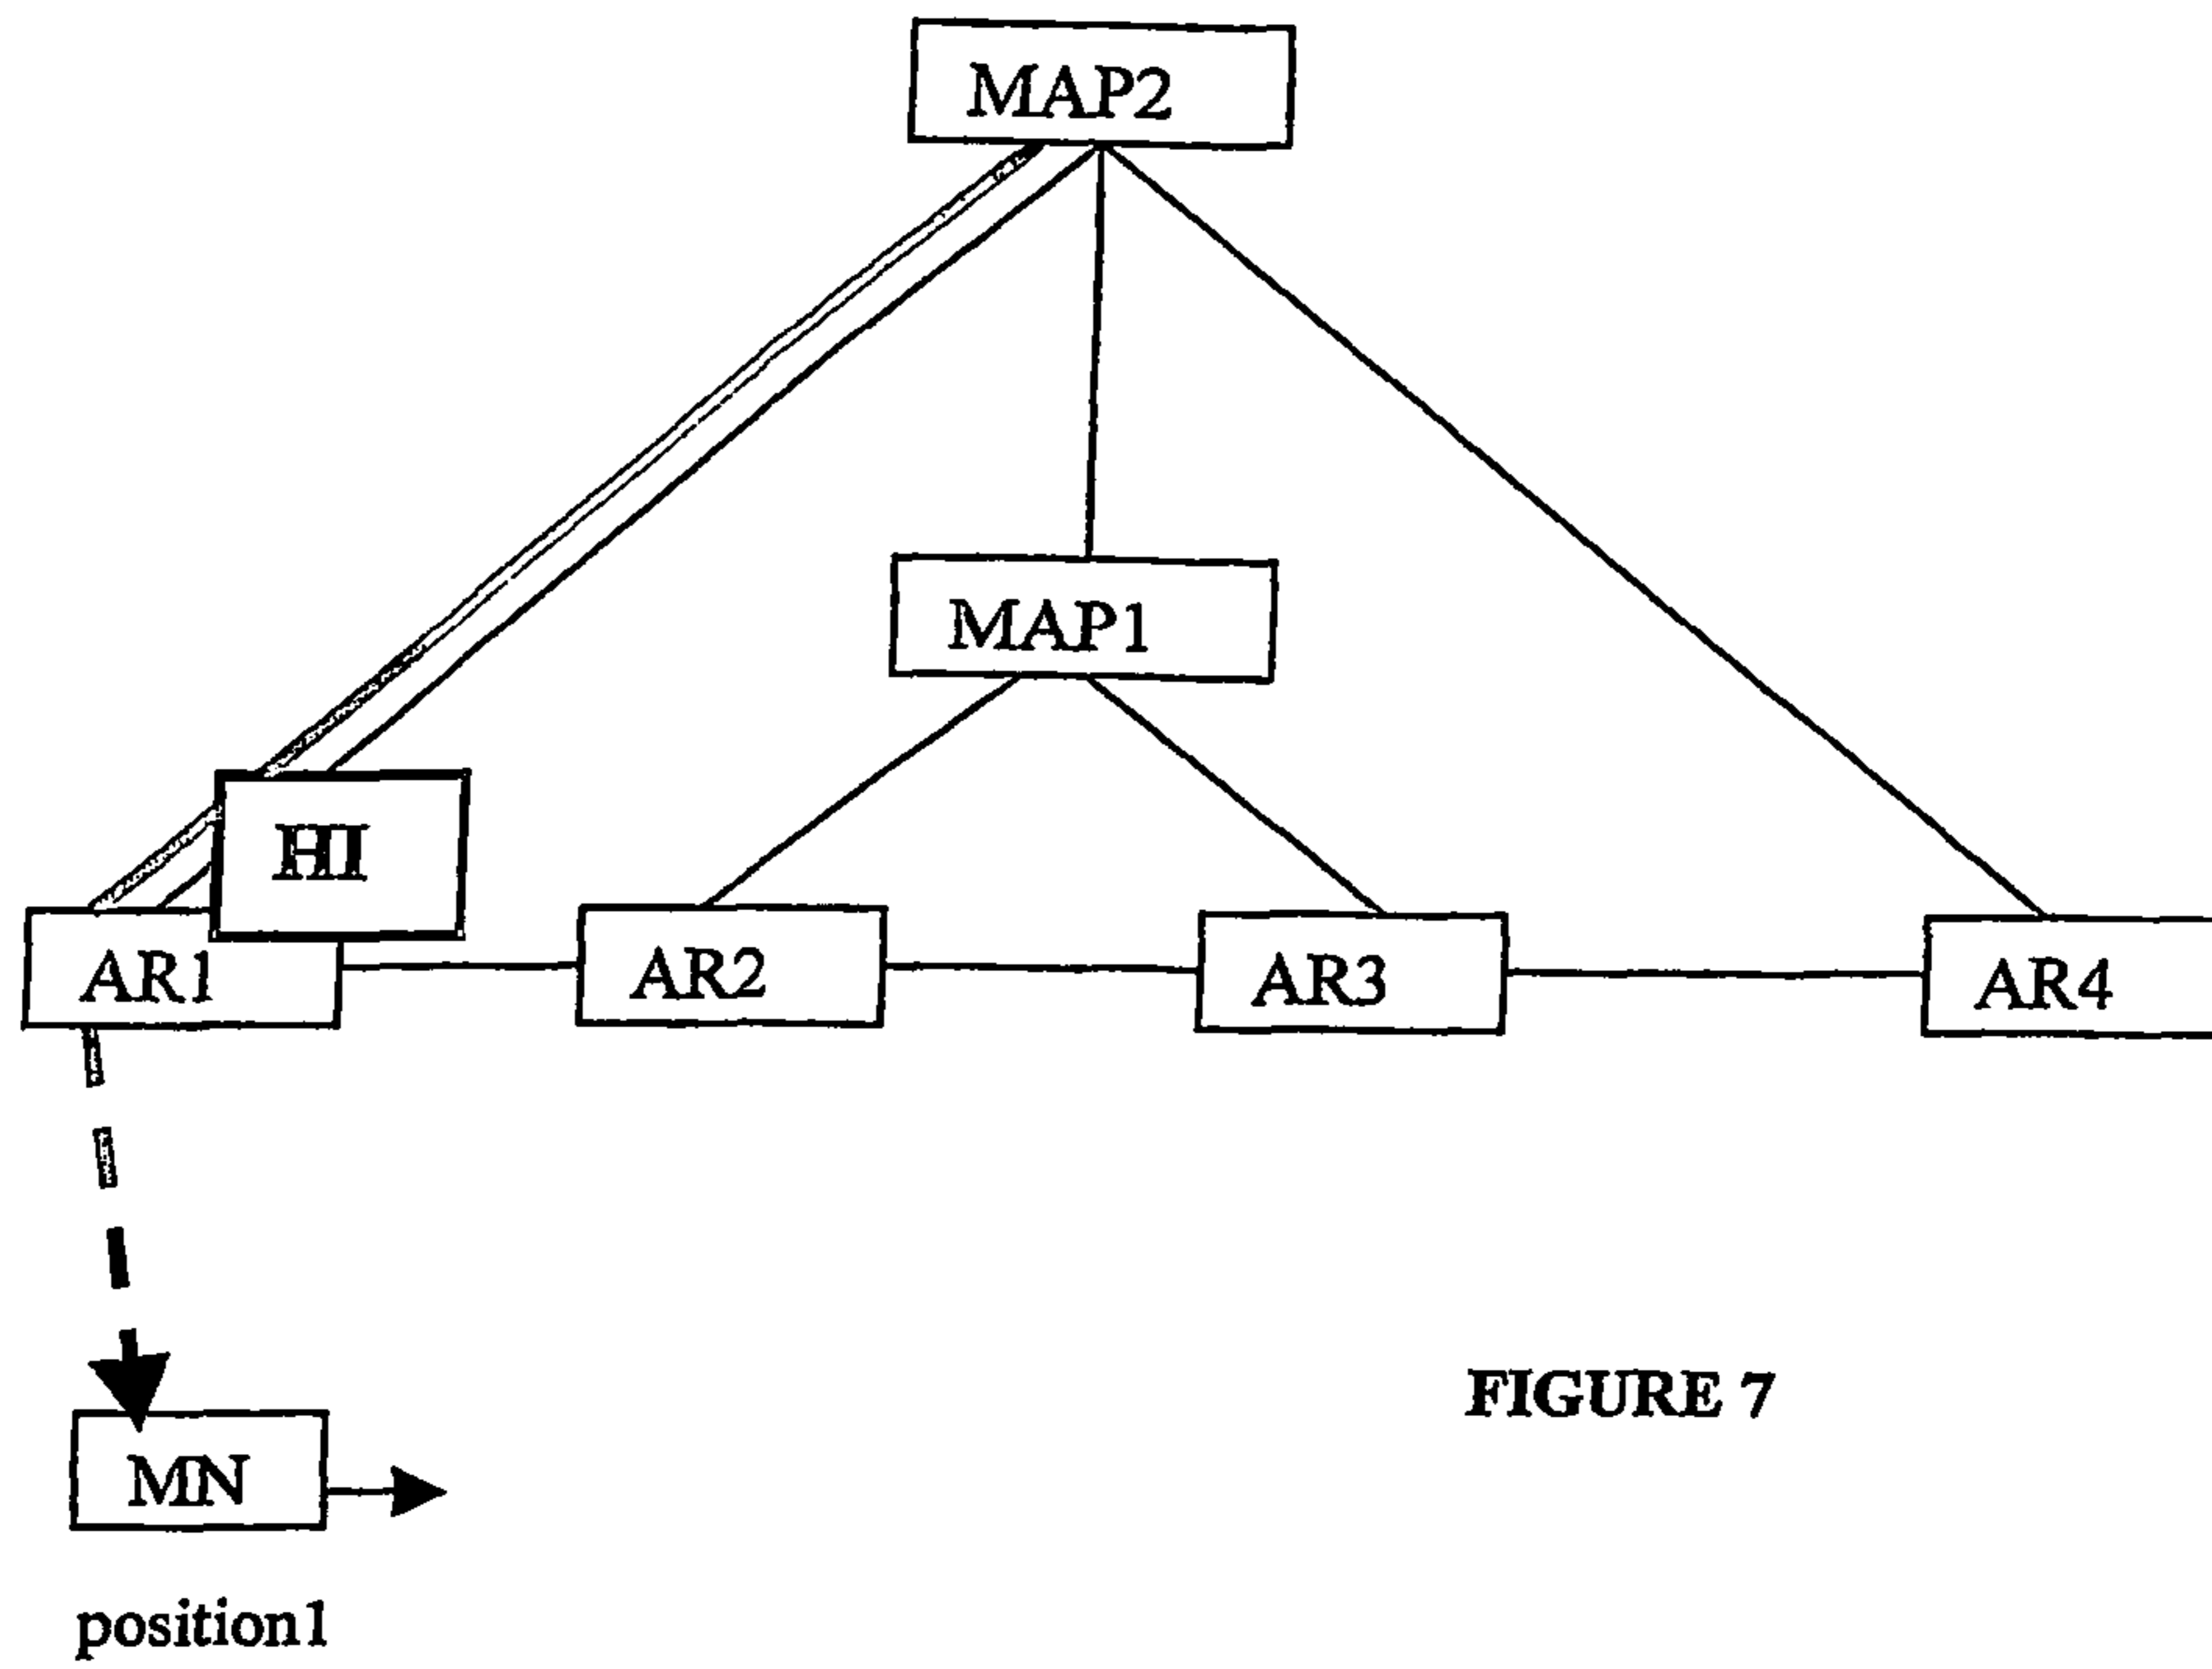 MAP2
MAP1
HI
AR1
AR2
AR3
AR4
FIGURE 7
MN
position1